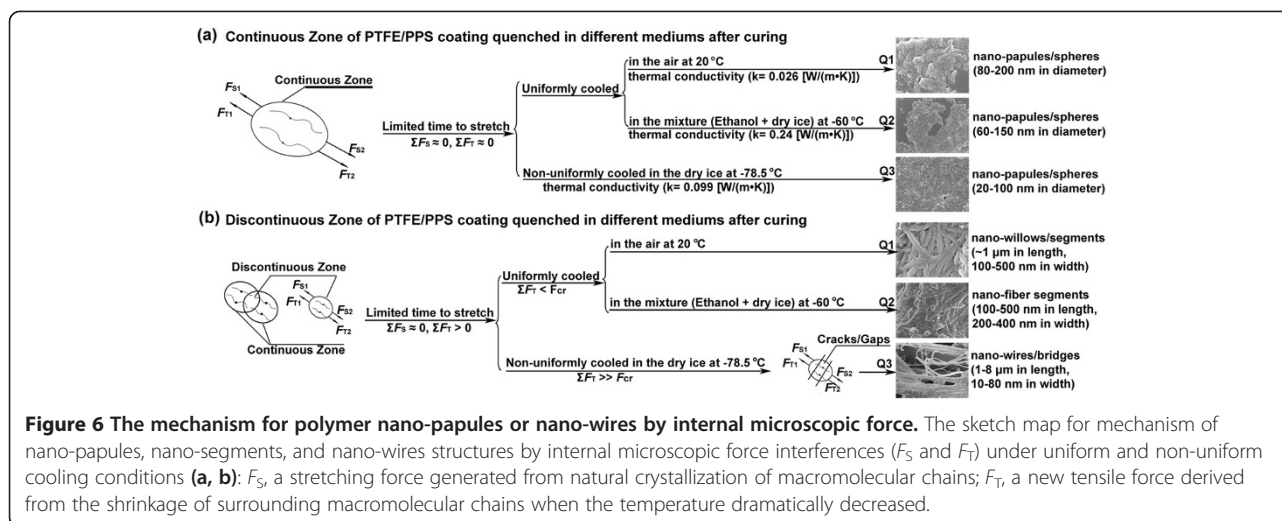 (a) Continuous Zone of PTFE/PPS coating quenched in different mediums after curing
Continuous Zone
FS1
FT1
FS2
FT2
Limited time to stretch
ΣFS ≈ 0, ΣFT ≈ 0
Uniformly cooled
in the air at 20 °C
thermal conductivity (k= 0.026 [W/(m•K)])
Q1
nano-papules/spheres
(80-200 nm in diameter)
in the mixture (Ethanol + dry ice) at -60 °C
thermal conductivity (k= 0.24 [W/(m•K)])
Q2
nano-papules/spheres
(60-150 nm in diameter)
Non-uniformly cooled in the dry ice at -78.5 °C
thermal conductivity (k= 0.099 [W/(m•K)])
Q3
nano-papules/spheres
(20-100 nm in diameter)
(b) Discontinuous Zone of PTFE/PPS coating quenched in different mediums after curing
Discontinuous Zone
FS1
FT1
FS2
FT2
Continuous Zone
Limited time to stretch
ΣFS ≈ 0, ΣFT > 0
Uniformly cooled
ΣFT < Fcr
in the air at 20 °C
Q1
nano-willows/segments
(~1 μm in length,
100-500 nm in width)
in the mixture (Ethanol + dry ice) at -60 °C
Q2
nano-fiber segments
(100-500 nm in length,
200-400 nm in width)
Non-uniformly cooled in the dry ice at -78.5 °C
ΣFT >> Fcr
Cracks/Gaps
FS1
FT1
FS2
FT2
Q3
nano-wires/bridges
(1-8 μm in length,
10-80 nm in width)
Figure 6 The mechanism for polymer nano-papules or nano-wires by internal microscopic force. The sketch map for mechanism of
nano-papules, nano-segments, and nano-wires structures by internal microscopic force interferences (FS and FT) under uniform and non-uniform
cooling conditions (a, b): FS, a stretching force generated from natural crystallization of macromolecular chains; FT, a new tensile force derived
from the shrinkage of surrounding macromolecular chains when the temperature dramatically decreased.